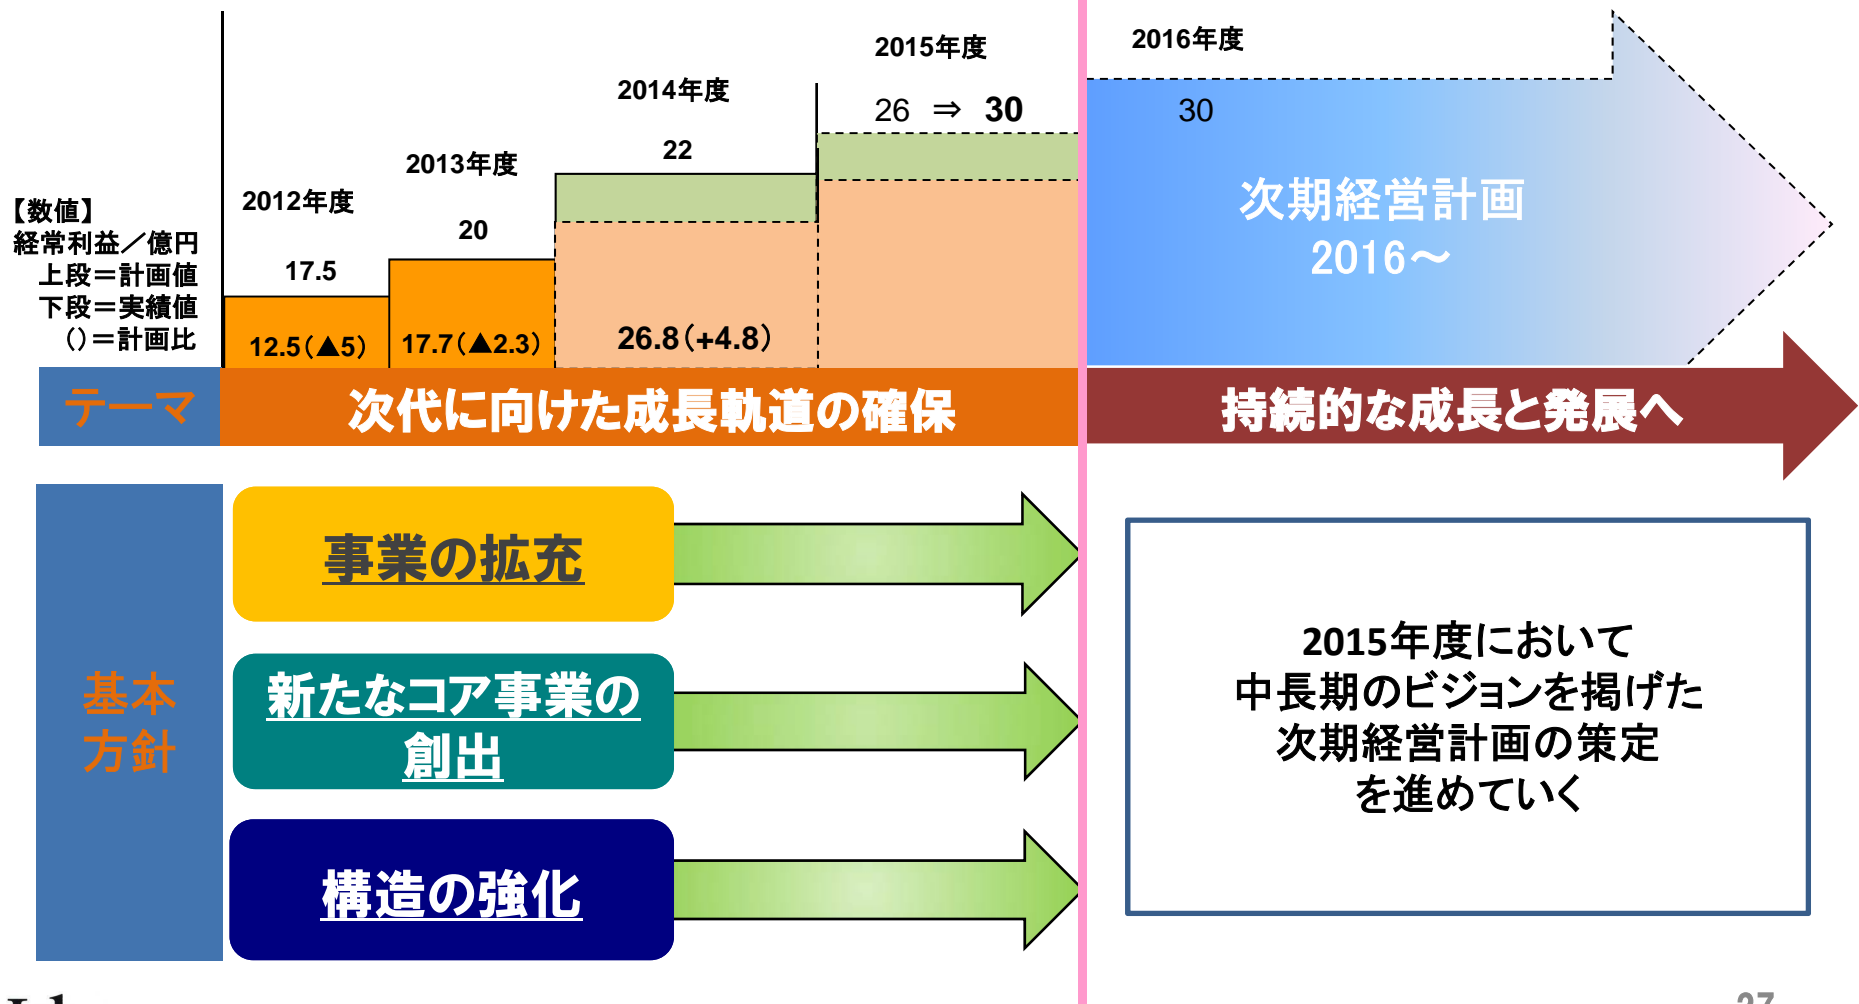 2012年度
2013年度
2014年度
2015年度
2016年度
17.5
20
22
26 ⇒ 30
30
【数値】
経常利益／億円
上段＝計画値
下段＝実績値
（）＝計画比
12.5（▲5）
17.7（▲2.3）
26.8（+4.8）
次期経営計画
2016～
テーマ
次代に向けた成長軌道の確保
持続的な成長と発展へ
基本
方針
事業の拡充
新たなコア事業の
創出
構造の強化
2015年度において
中長期のビジョンを掲げた
次期経営計画の策定
を進めていく